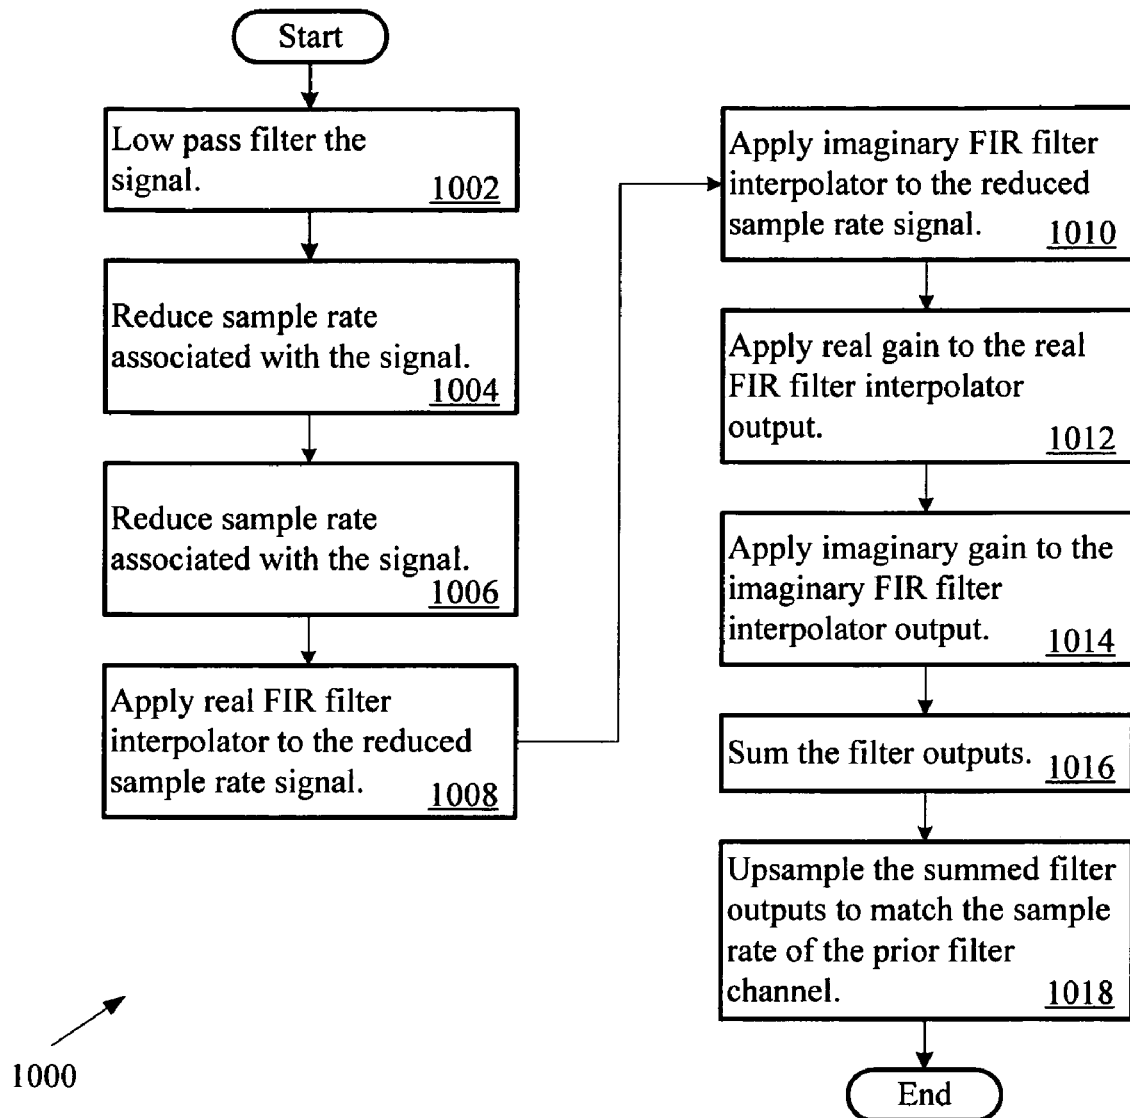 Start
Low pass filter the
signal.
1002
Reduce sample rate
associated with the signal.
1004
Reduce sample rate
associated with the signal.
1006
Apply real FIR filter
interpolator to the reduced
sample rate signal.
1008
Apply imaginary FIR filter
interpolator to the reduced
sample rate signal.
1010
Apply real gain to the real
FIR filter interpolator
output.
1012
Apply imaginary gain to the
imaginary FIR filter
interpolator output.
1014
Sum the filter outputs.
1016
Upsample the summed filter
outputs to match the sample
rate of the prior filter
channel.
1018
End
1000